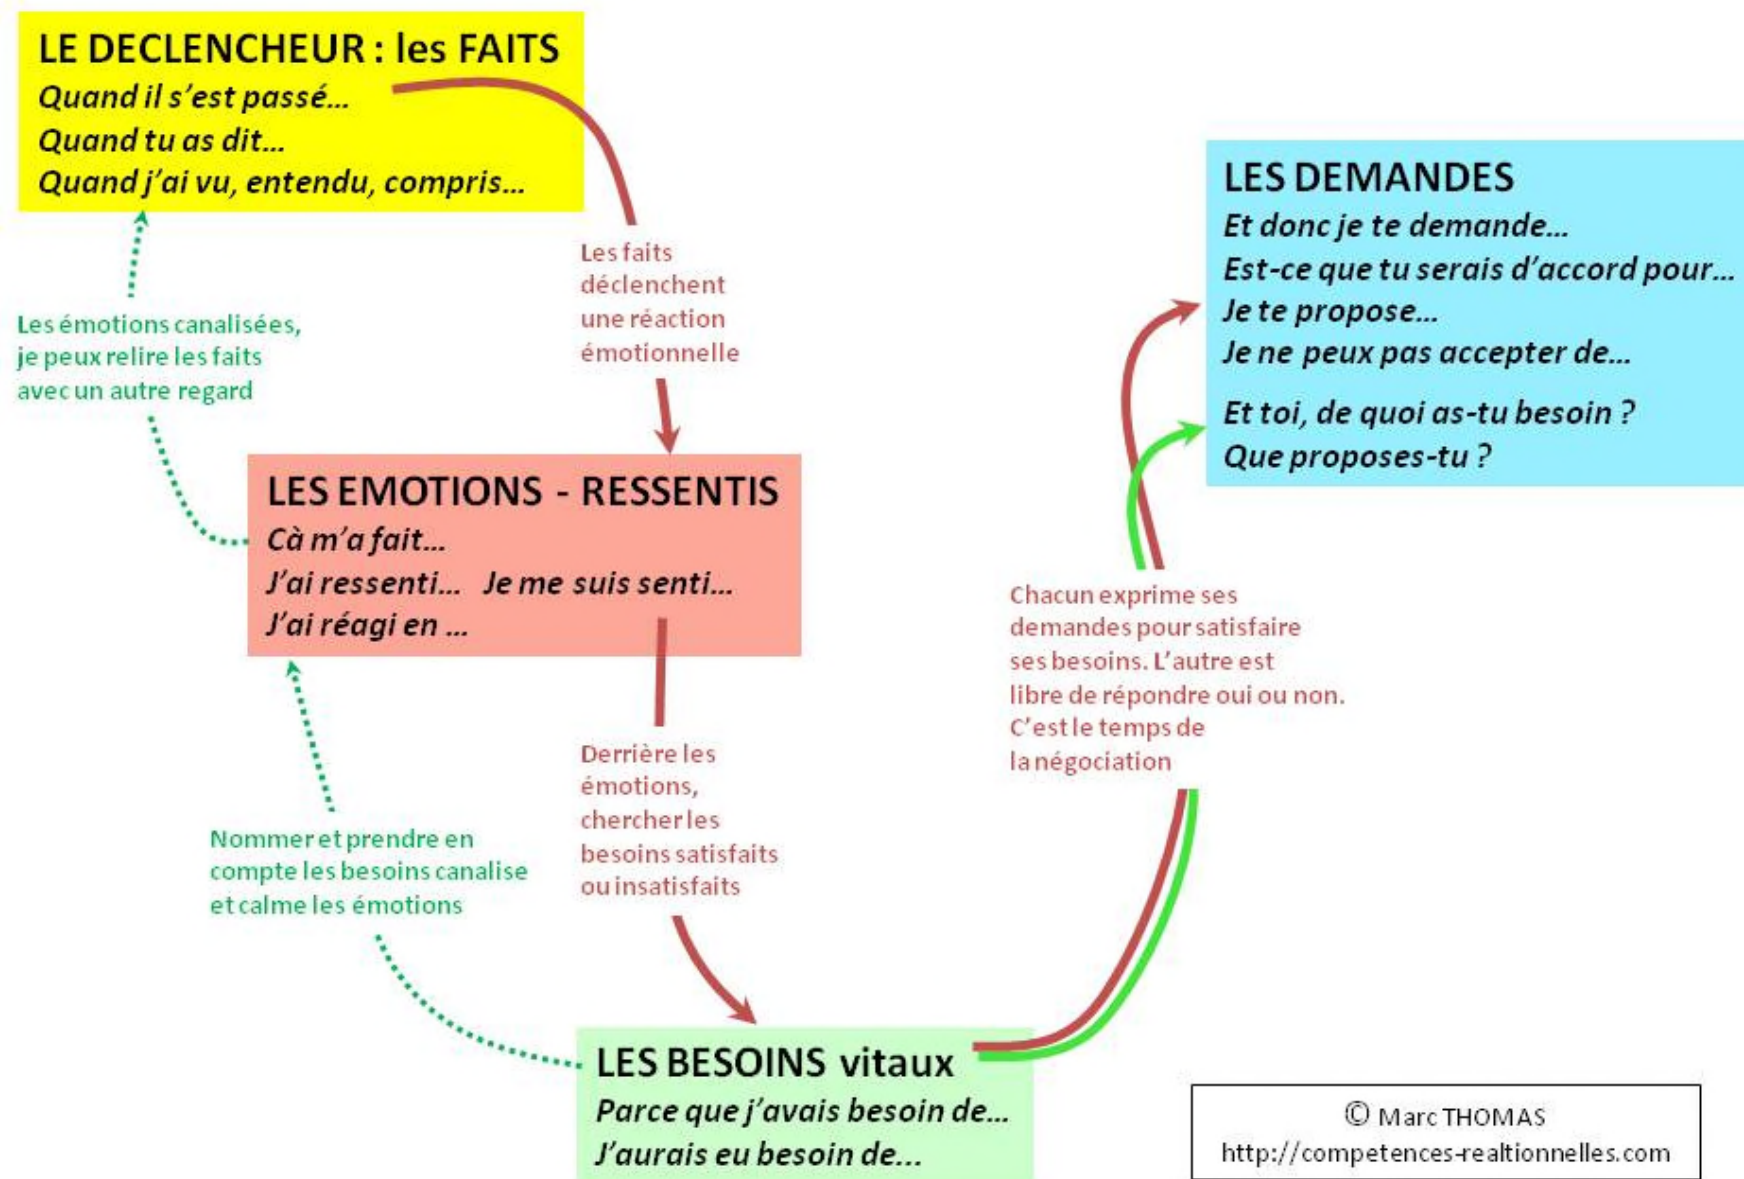 LE DECLENCHEUR : les FAITS
Quand il s’est passé...
Quand tu as dit...
Quand j’ai vu, entendu, compris...
Les faits
déclenchent
une réaction
émotionnelle
Les émotions canalisées,
je peux relire les faits
avec un autre regard
LES EMOTIONS - RESSENTIS
Cà m’a fait...
J’ai ressenti... Je me suis senti...
J’ai réagi en ...
Derrière les
émotions,
chercher les
besoins satisfaits
ou insatisfaits
Nommer et prendre en
compte les besoins canalise
et calme les émotions
LES BESOINS vitaux
Parce que j’avais besoin de...
J’aurais eu besoin de...
Chacun exprime ses
demandes pour satisfaire
ses besoins. L’autre est
libre de répondre oui ou non.
C’est le temps de
la négociation
LES DEMANDES
Et donc je te demande...
Est-ce que tu serais d’accord pour...
Je te propose...
Je ne peux pas accepter de...
Et toi, de quoi as-tu besoin ?
Que proposes-tu ?
© Marc THOMAS
http://competences-realtionnelles.com